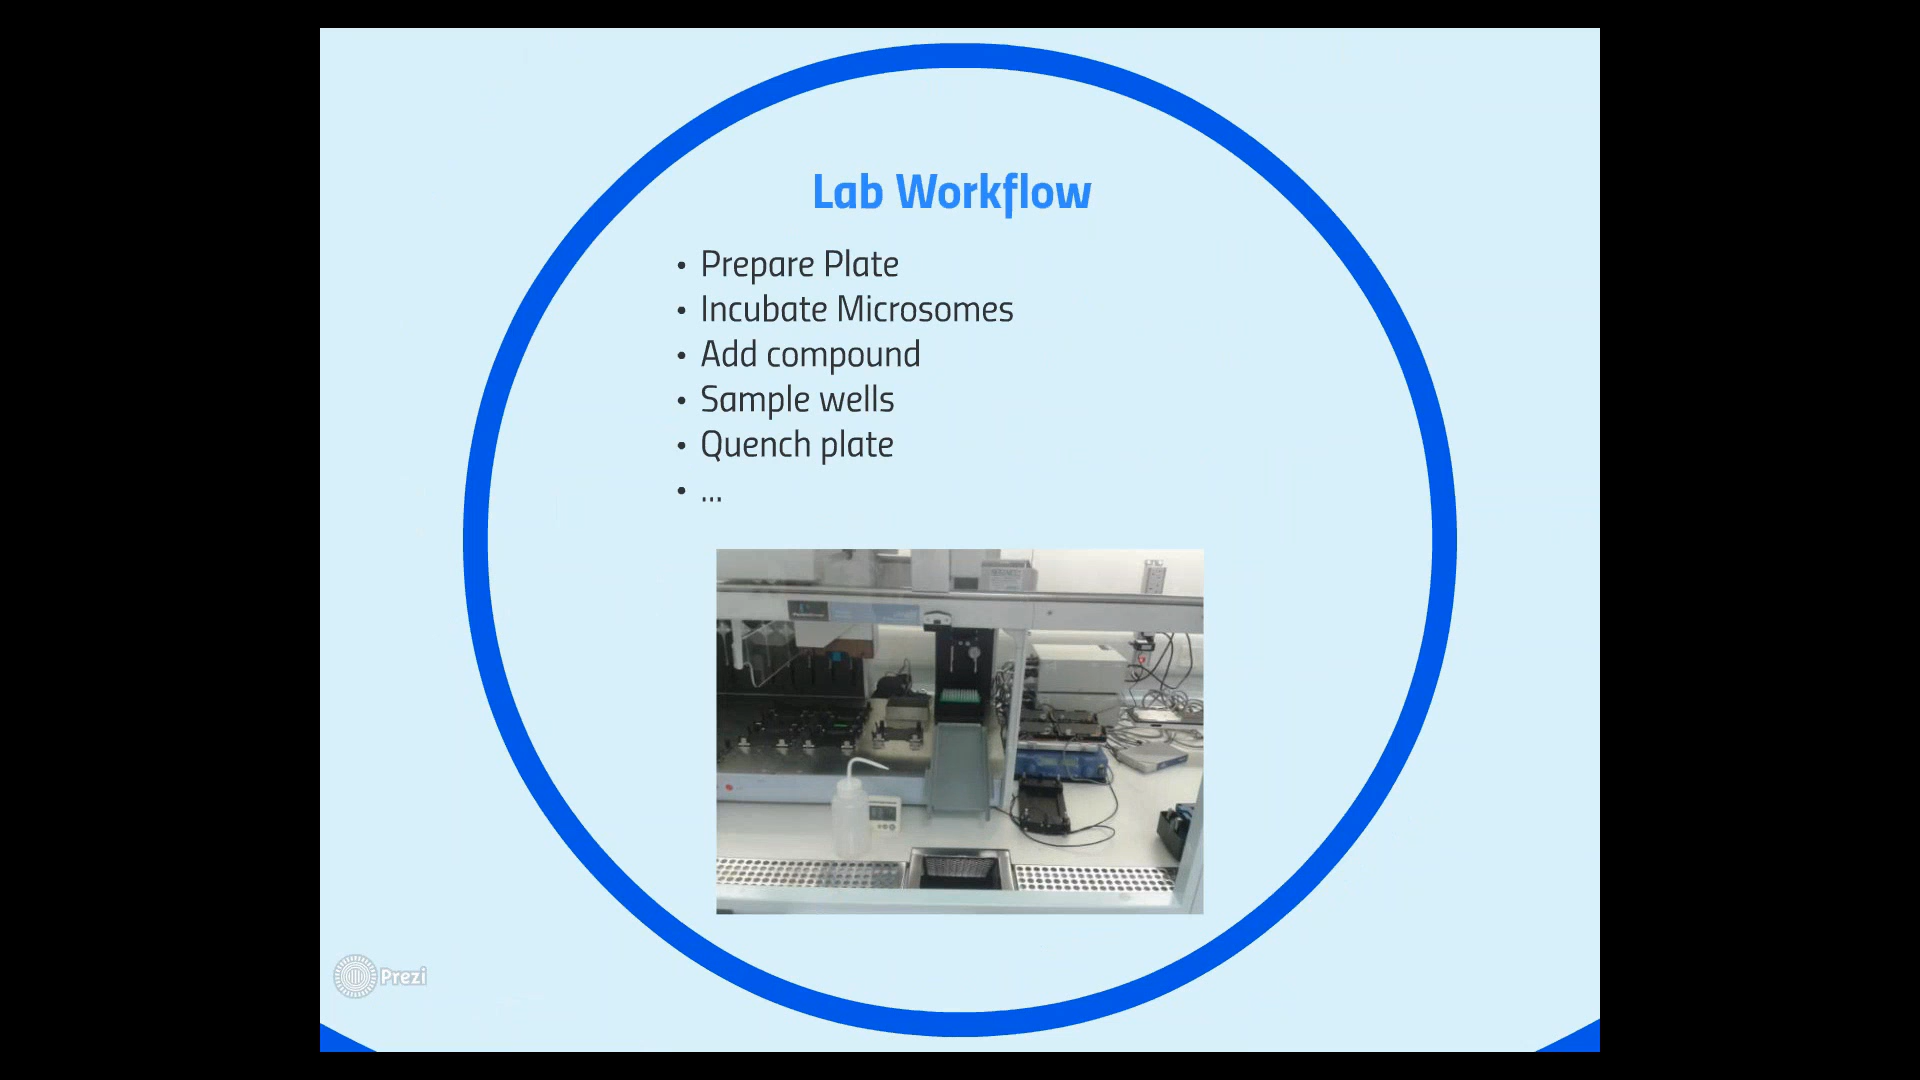 Lab Workflow
• Prepare Plate
• Incubate Microsomes
• Add compound
• Sample wells
• Quench plate
• ...
Prezi